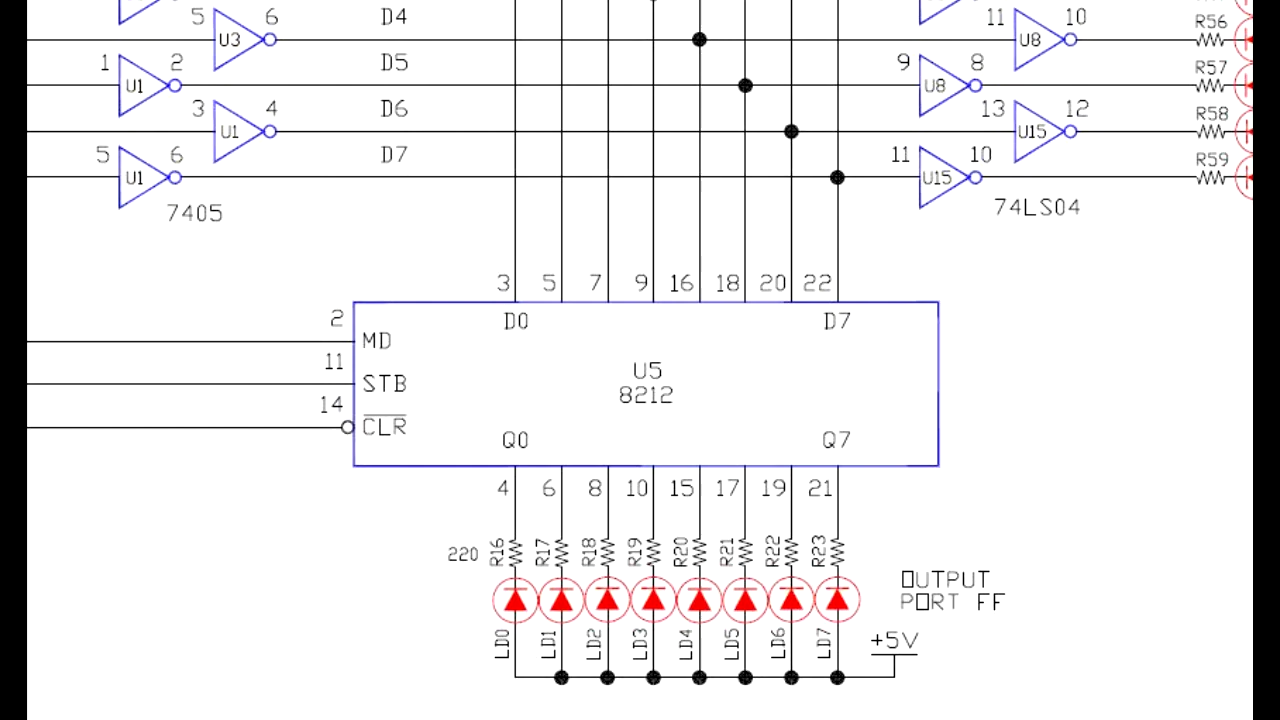 5 6 D4 11 10 R56
U3 U8
1 2 D5 9 8 R57
U1 U8
3 4 D6 13 12 R58
U1 U15
5 6 D7 11 10 R59
U1 U15
7405 74LS04
3 5 7 9 16 18 20 22
2 D0 D7
MD
11
STB
U5
8212
14
CLR
Q0 Q7
4 6 8 10 15 17 19 21
220 R16 R17 R18 R19 R20 R21 R22 R23
OUTPUT
PORT FF
LD0 LD1 LD2 LD3 LD4 LD5 LD6 LD7
+5V